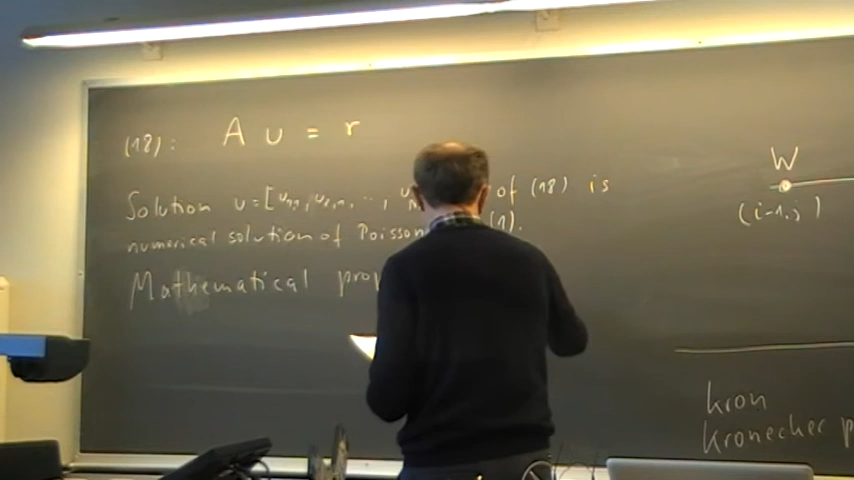 (18): A u = r
Solution u = [u₁,₁, u₂,₁, ..., u of (18) is
numerical solution of Poisson (1).
Mathematical prop
W
(i-1,j)
kron
Kronecker p